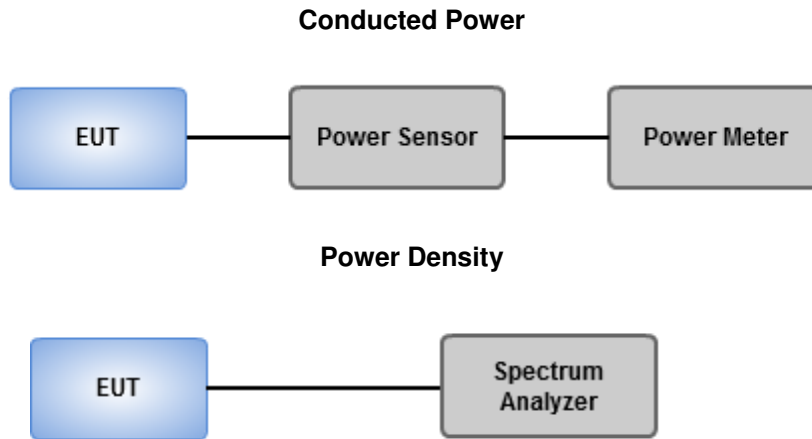 Conducted Power
EUT
Power Sensor
Power Meter
Power Density
EUT
Spectrum
Analyzer